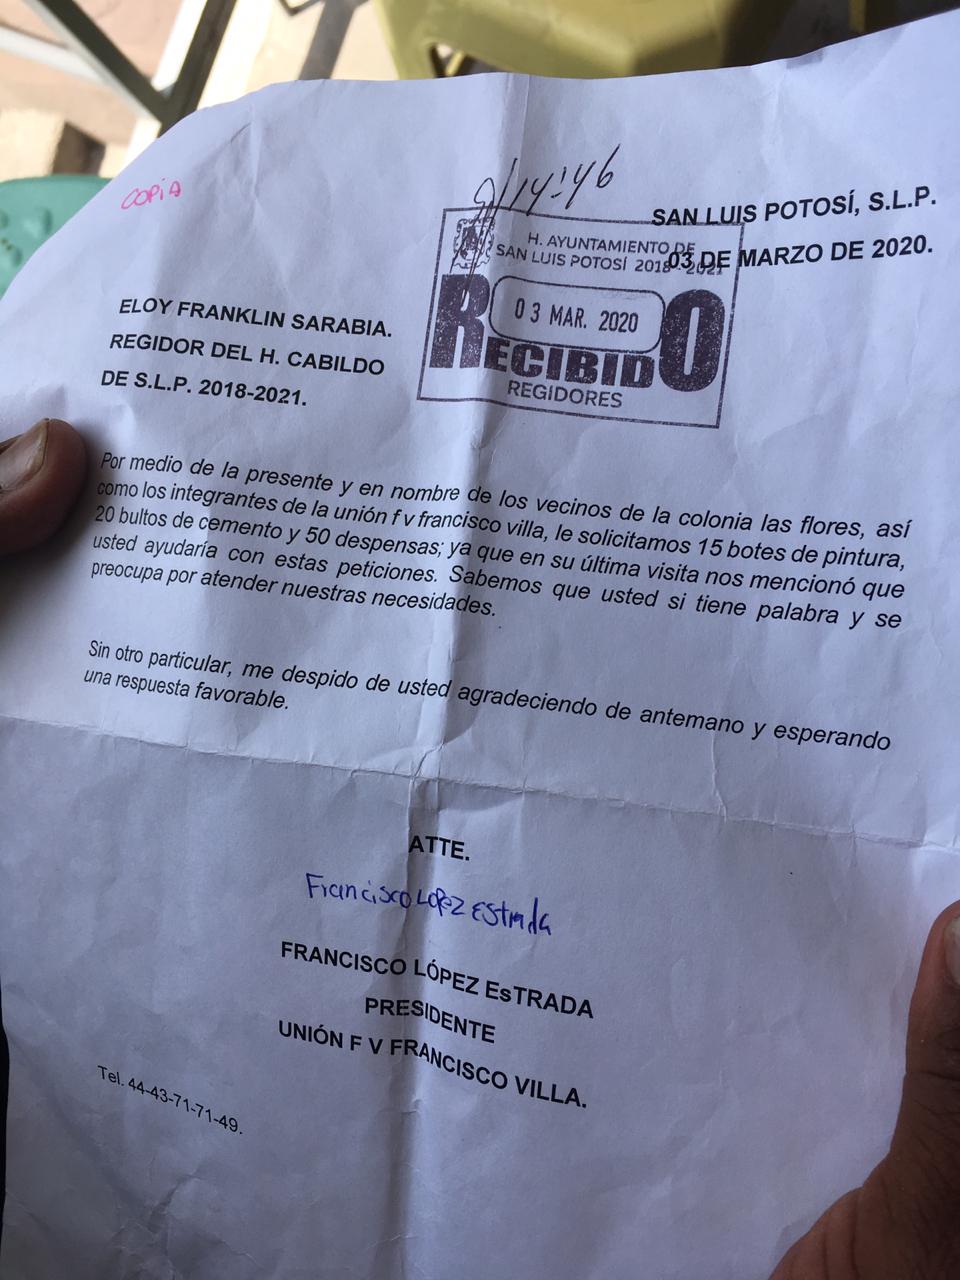 COPIA
14:46
SAN LUIS POTOSÍ, S.L.P.
03 DE MARZO DE 2020.
H. AYUNTAMIENTO DE
SAN LUIS POTOSÍ 2018 - 2021
03 MAR. 2020
RECIBIDO
REGIDORES
ELOY FRANKLIN SARABIA.
REGIDOR DEL H. CABILDO
DE S.L.P. 2018-2021.
Por medio de la presente y en nombre de los vecinos de la colonia las flores, así
como los integrantes de la unión f v francisco villa, le solicitamos 15 botes de pintura,
20 bultos de cemento y 50 despensas; ya que en su última visita nos mencionó que
usted ayudaría con estas peticiones. Sabemos que usted si tiene palabra y se
preocupa por atender nuestras necesidades.
Sin otro particular, me despido de usted agradeciendo de antemano y esperando
una respuesta favorable.
ATTE.
Francisco López EStrada
FRANCISCO LÓPEZ EsTRADA
PRESIDENTE
UNIÓN F V FRANCISCO VILLA.
Tel. 44-43-71-71-49.